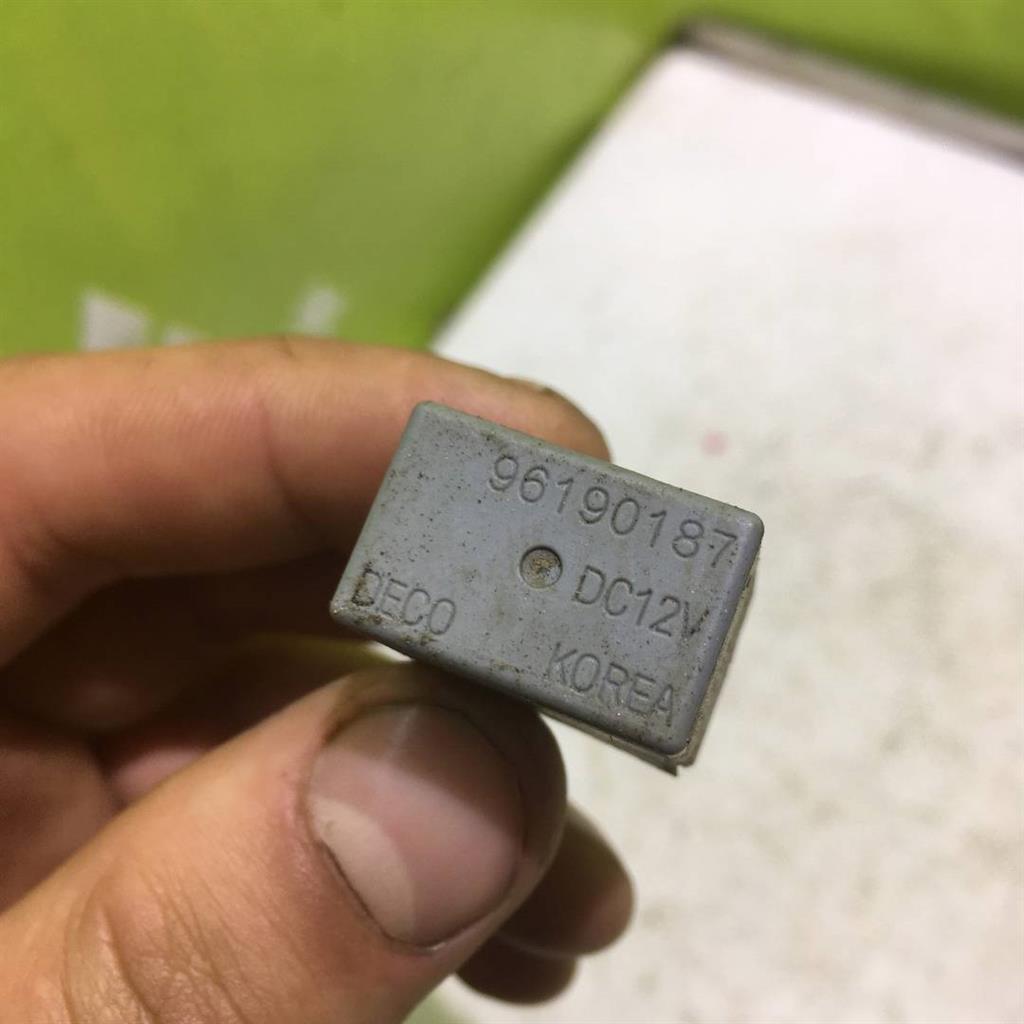 96190187
DC12V
DECO
KOREA